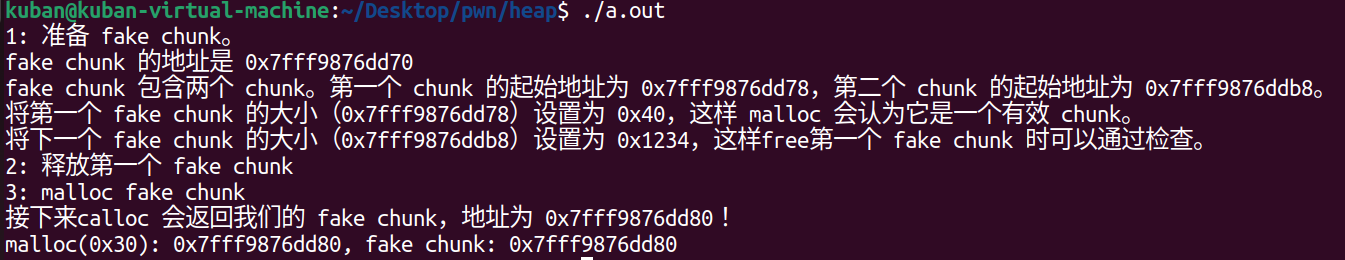 kuban@kuban-virtual-machine:~/Desktop/pwn/heap$ ./a.out
1: 准备 fake chunk。
fake chunk 的地址是 0x7fff9876dd70
fake chunk 包含两个 chunk。第一个 chunk 的起始地址为 0x7fff9876dd78，第二个 chunk 的起始地址为 0x7fff9876ddb8。
将第一个 fake chunk 的大小（0x7fff9876dd78）设置为 0x40，这样 malloc 会认为它是一个有效 chunk。
将下一个 fake chunk 的大小（0x7fff9876ddb8）设置为 0x1234，这样free第一个 fake chunk 时可以通过检查。
2: 释放第一个 fake chunk
3: malloc fake chunk
接下来calloc 会返回我们的 fake chunk，地址为 0x7fff9876dd80！
malloc(0x30): 0x7fff9876dd80, fake chunk: 0x7fff9876dd80